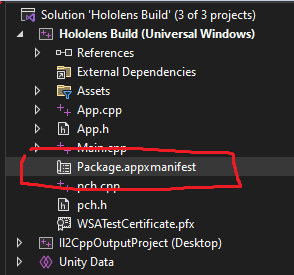 Solution 'Hololens Build' (3 of 3 projects)
Hololens Build (Universal Windows)
References
External Dependencies
Assets
App.cpp
App.h
Main.cpp
Package.appxmanifest
pch.cpp
pch.h
WSATestCertificate.pfx
Il2CppOutputProject (Desktop)
Unity Data